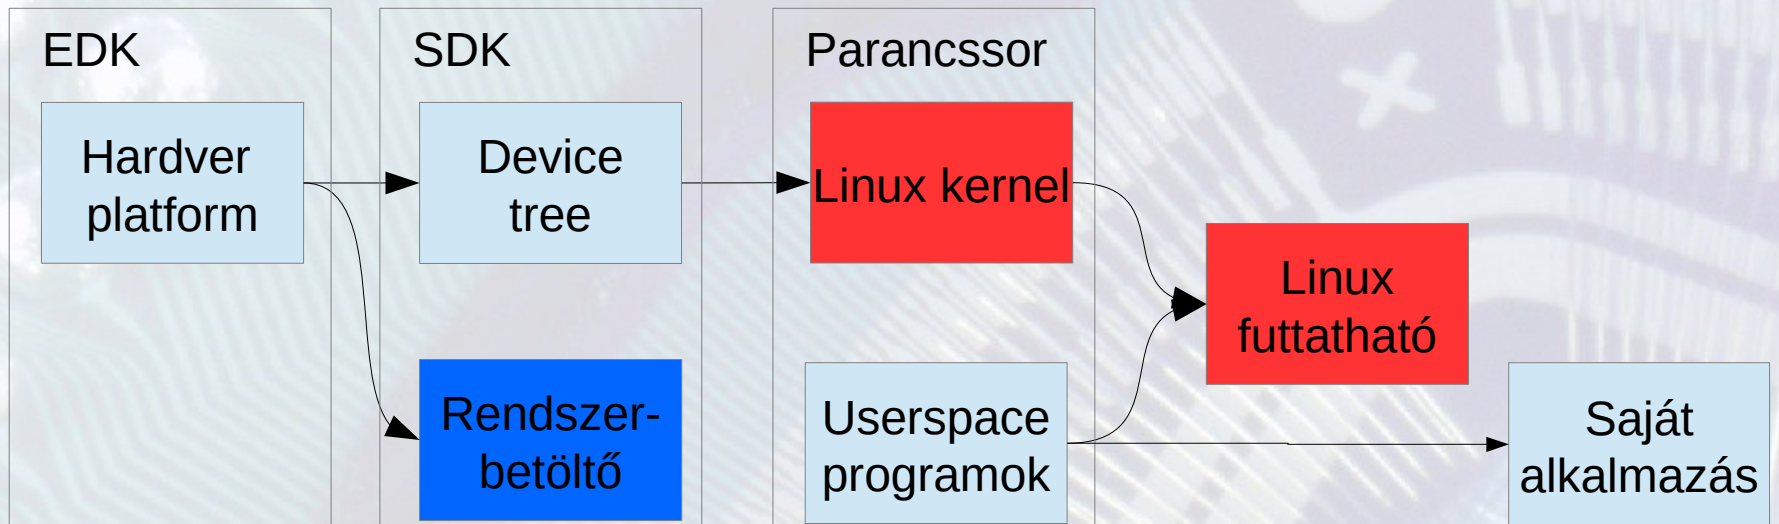 EDK
SDK
Parancssor
Hardver
platform
Device
tree
Linux kernel
Linux
futtatható
Rendszer-
betöltő
Userspace
programok
Saját
alkalmazás